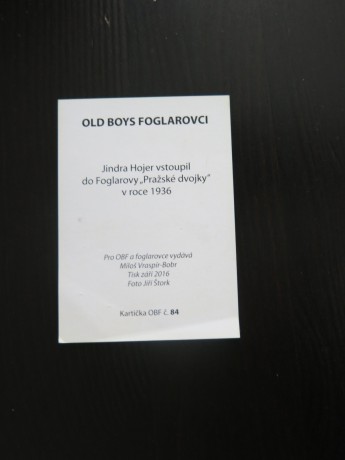 OLD BOYS FOGLAROVCI
Jindra Hojer vstoupil
do Foglarovy „Pražské dvojky“
v roce 1936
Pro OBF a foglarovce vydává
Miloš Vraspír-Bobr
Tisk září 2016
Foto Jiří Štork
Kartička OBF č. 84